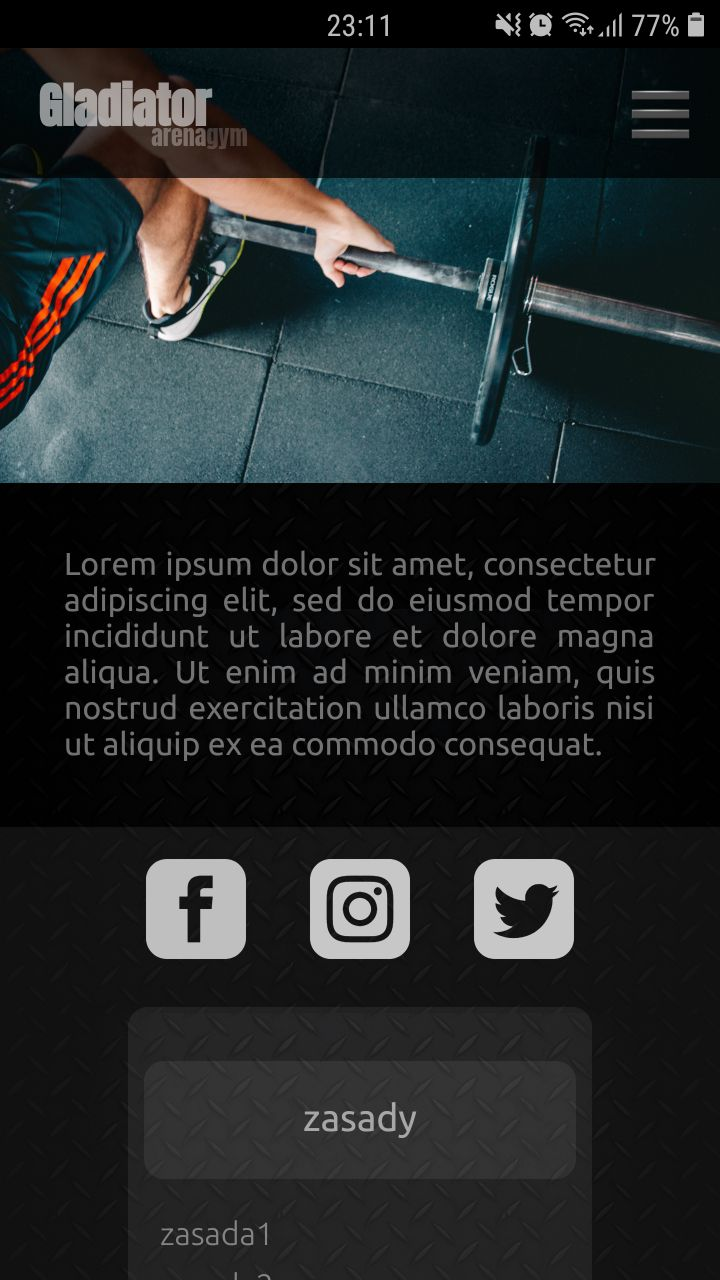 23:11
77%
Gladiator
arenagym
Lorem ipsum dolor sit amet, consectetur
adipiscing elit, sed do eiusmod tempor
incididunt ut labore et dolore magna
aliqua. Ut enim ad minim veniam, quis
nostrud exercitation ullamco laboris nisi
ut aliquip ex ea commodo consequat.
zasady
zasada1